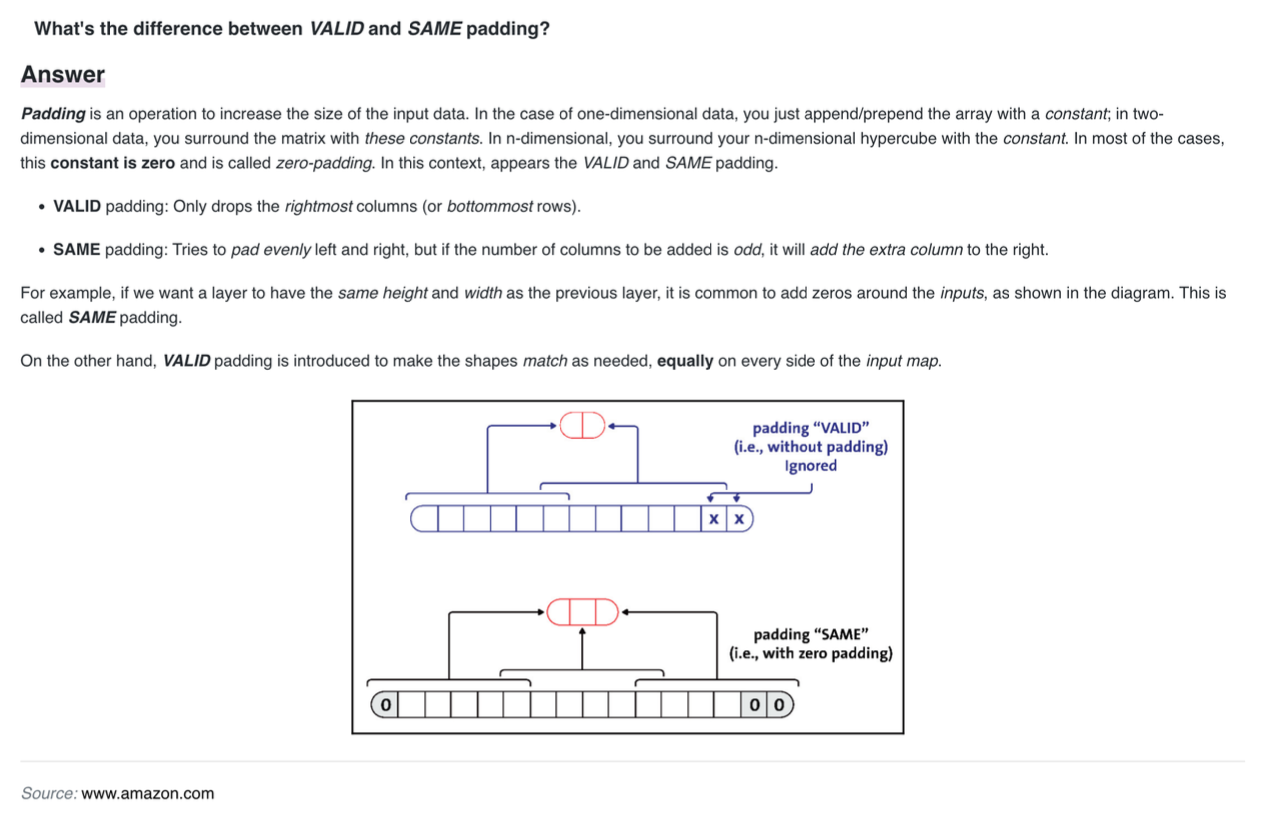 What's the difference between VALID and SAME padding?
Answer
Padding is an operation to increase the size of the input data. In the case of one-dimensional data, you just append/prepend the array with a constant; in two-
dimensional data, you surround the matrix with these constants. In n-dimensional, you surround your n-dimensional hypercube with the constant. In most of the cases,
this constant is zero and is called zero-padding. In this context, appears the VALID and SAME padding.
• VALID padding: Only drops the rightmost columns (or bottommost rows).
• SAME padding: Tries to pad evenly left and right, but if the number of columns to be added is odd, it will add the extra column to the right.
For example, if we want a layer to have the same height and width as the previous layer, it is common to add zeros around the inputs, as shown in the diagram. This is
called SAME padding.
On the other hand, VALID padding is introduced to make the shapes match as needed, equally on every side of the input map.
padding "VALID"
(i.e., without padding)
Ignored
x x
padding "SAME"
(i.e., with zero padding)
0 0 0
Source: www.amazon.com